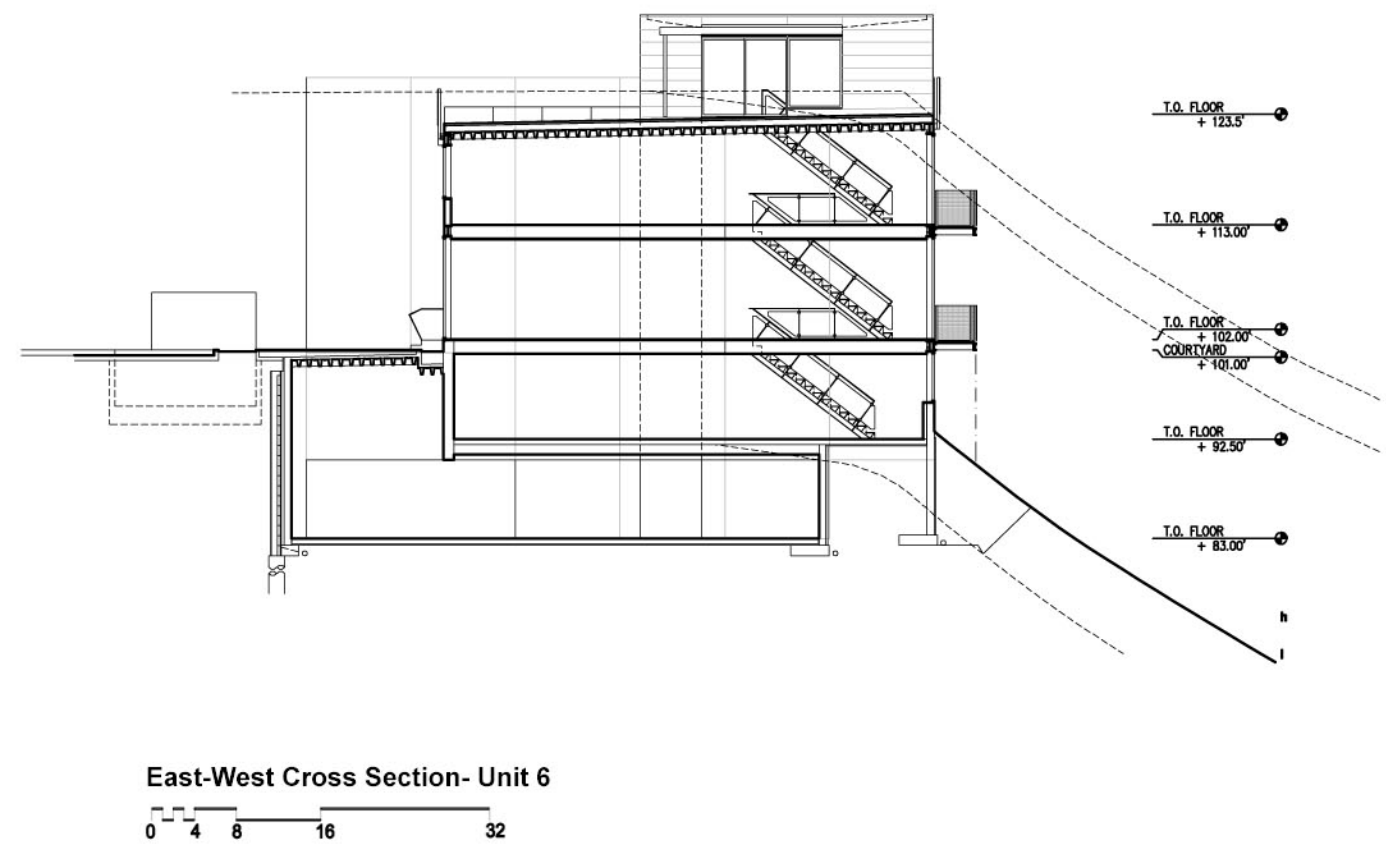 T.O. FLOOR
+ 123.5'
T.O. FLOOR
+ 113.00'
T.O. FLOOR
+ 102.00'
COURTYARD
+ 101.00'
T.O. FLOOR
+ 92.50'
T.O. FLOOR
+ 83.00'
h
l
East-West Cross Section- Unit 6
0 4 8 16 32